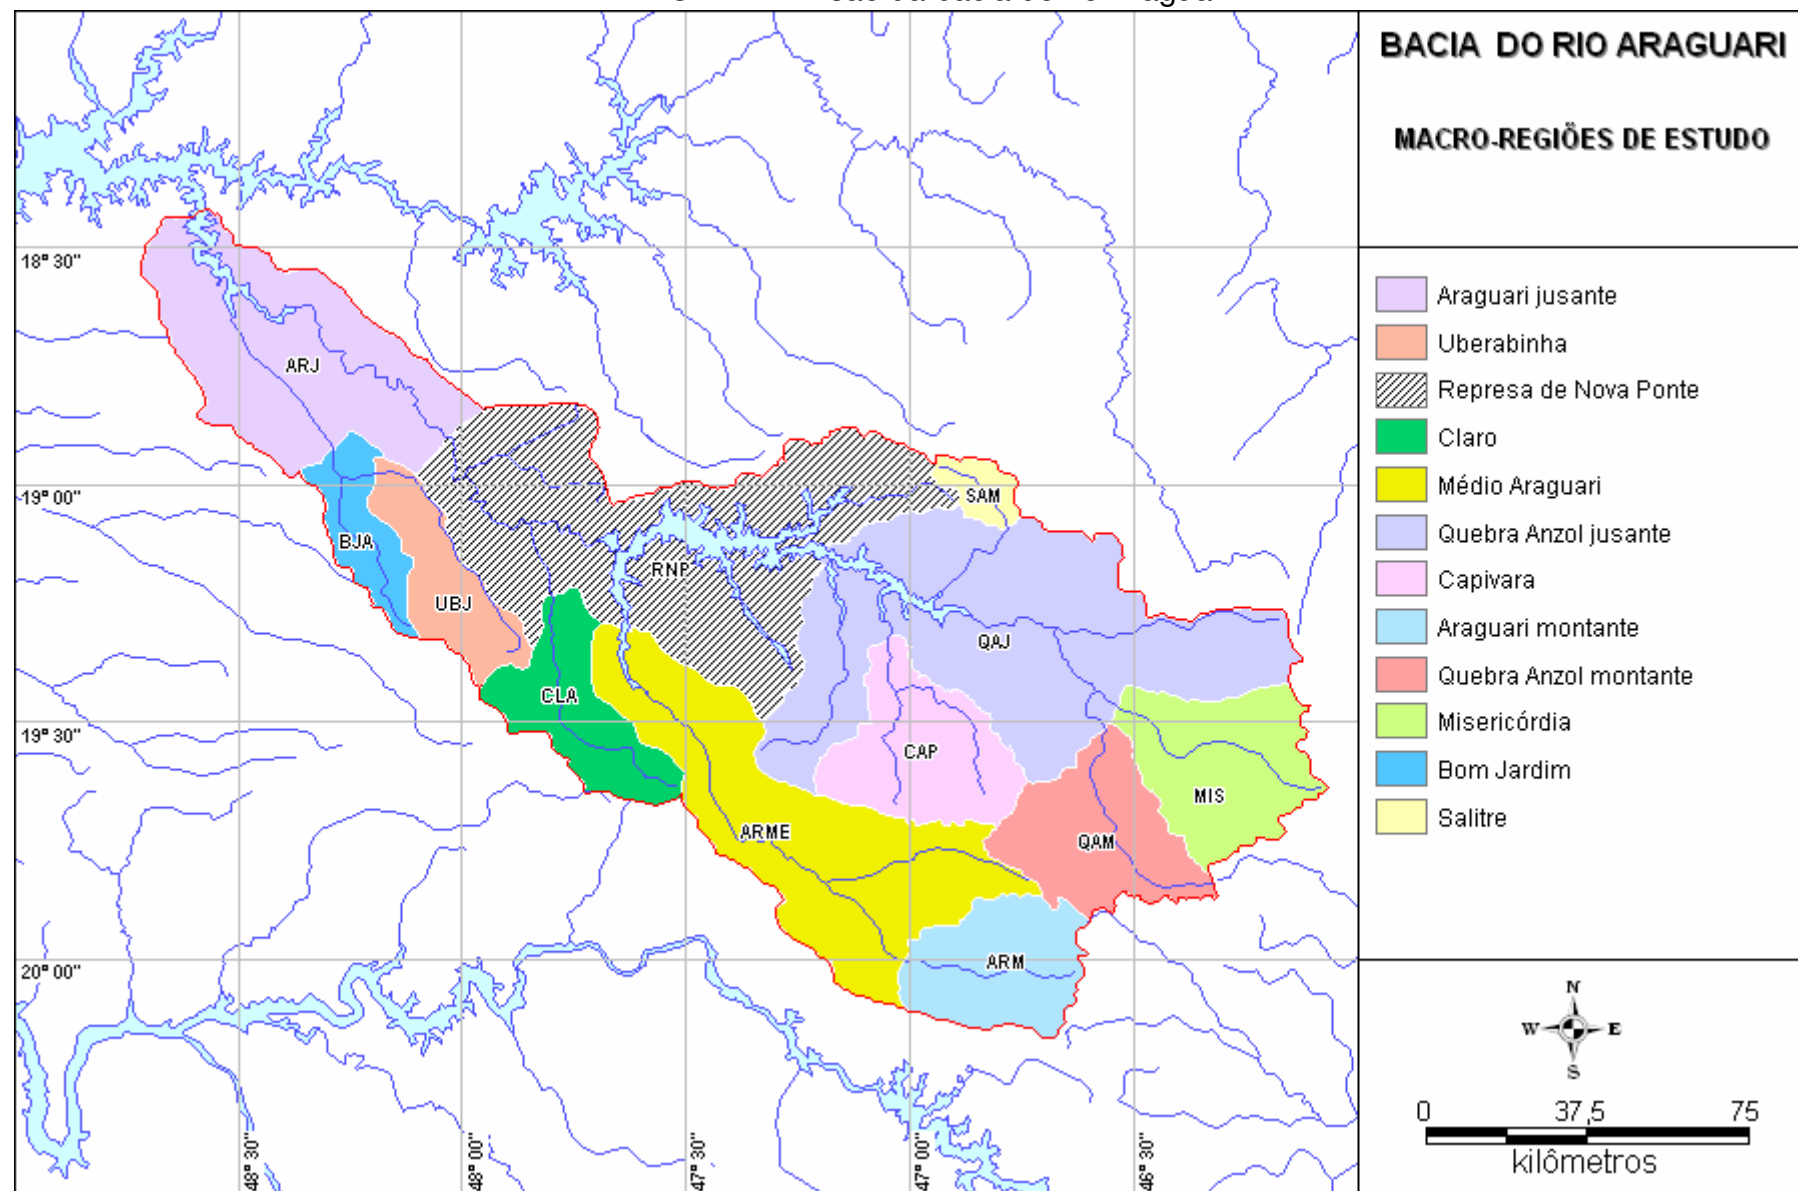 BACIA DO RIO ARAGUARI
MACRO-REGIÕES DE ESTUDO
Araguari jusante
Uberabinha
Represa de Nova Ponte
Claro
Médio Araguari
Quebra Anzol jusante
Capivara
Araguari montante
Quebra Anzol montante
Misericórdia
Bom Jardim
Salitre
N
W E
S
0 37,5 75
kilômetros
18° 30"
19° 00"
19° 30"
20° 00"
48° 30"
48° 00"
47° 30"
47° 00"
46° 30"
ARJ
SAM
BJA
RNP
UBJ
QAJ
CLA
CAP
MIS
ARME
QAM
ARM